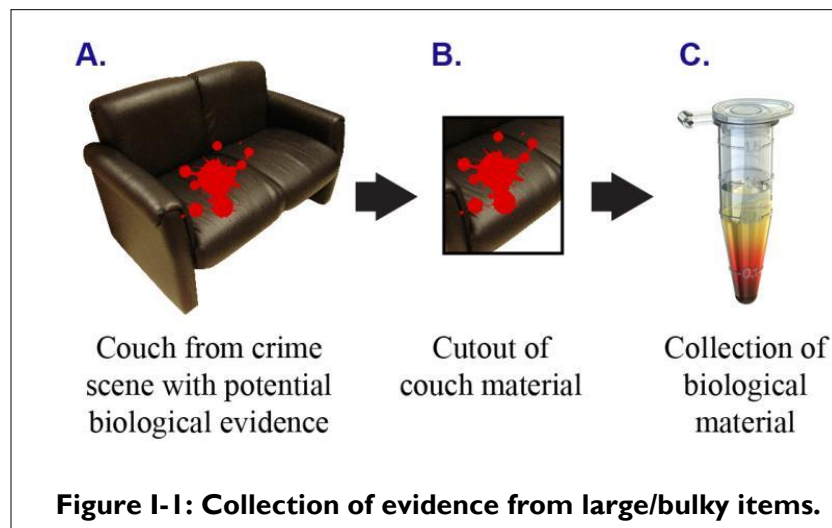 A.
B.
C.
Couch from crime
scene with potential
biological evidence
Cutout of
couch material
Collection of
biological
material
Figure I-1: Collection of evidence from large/bulky items.